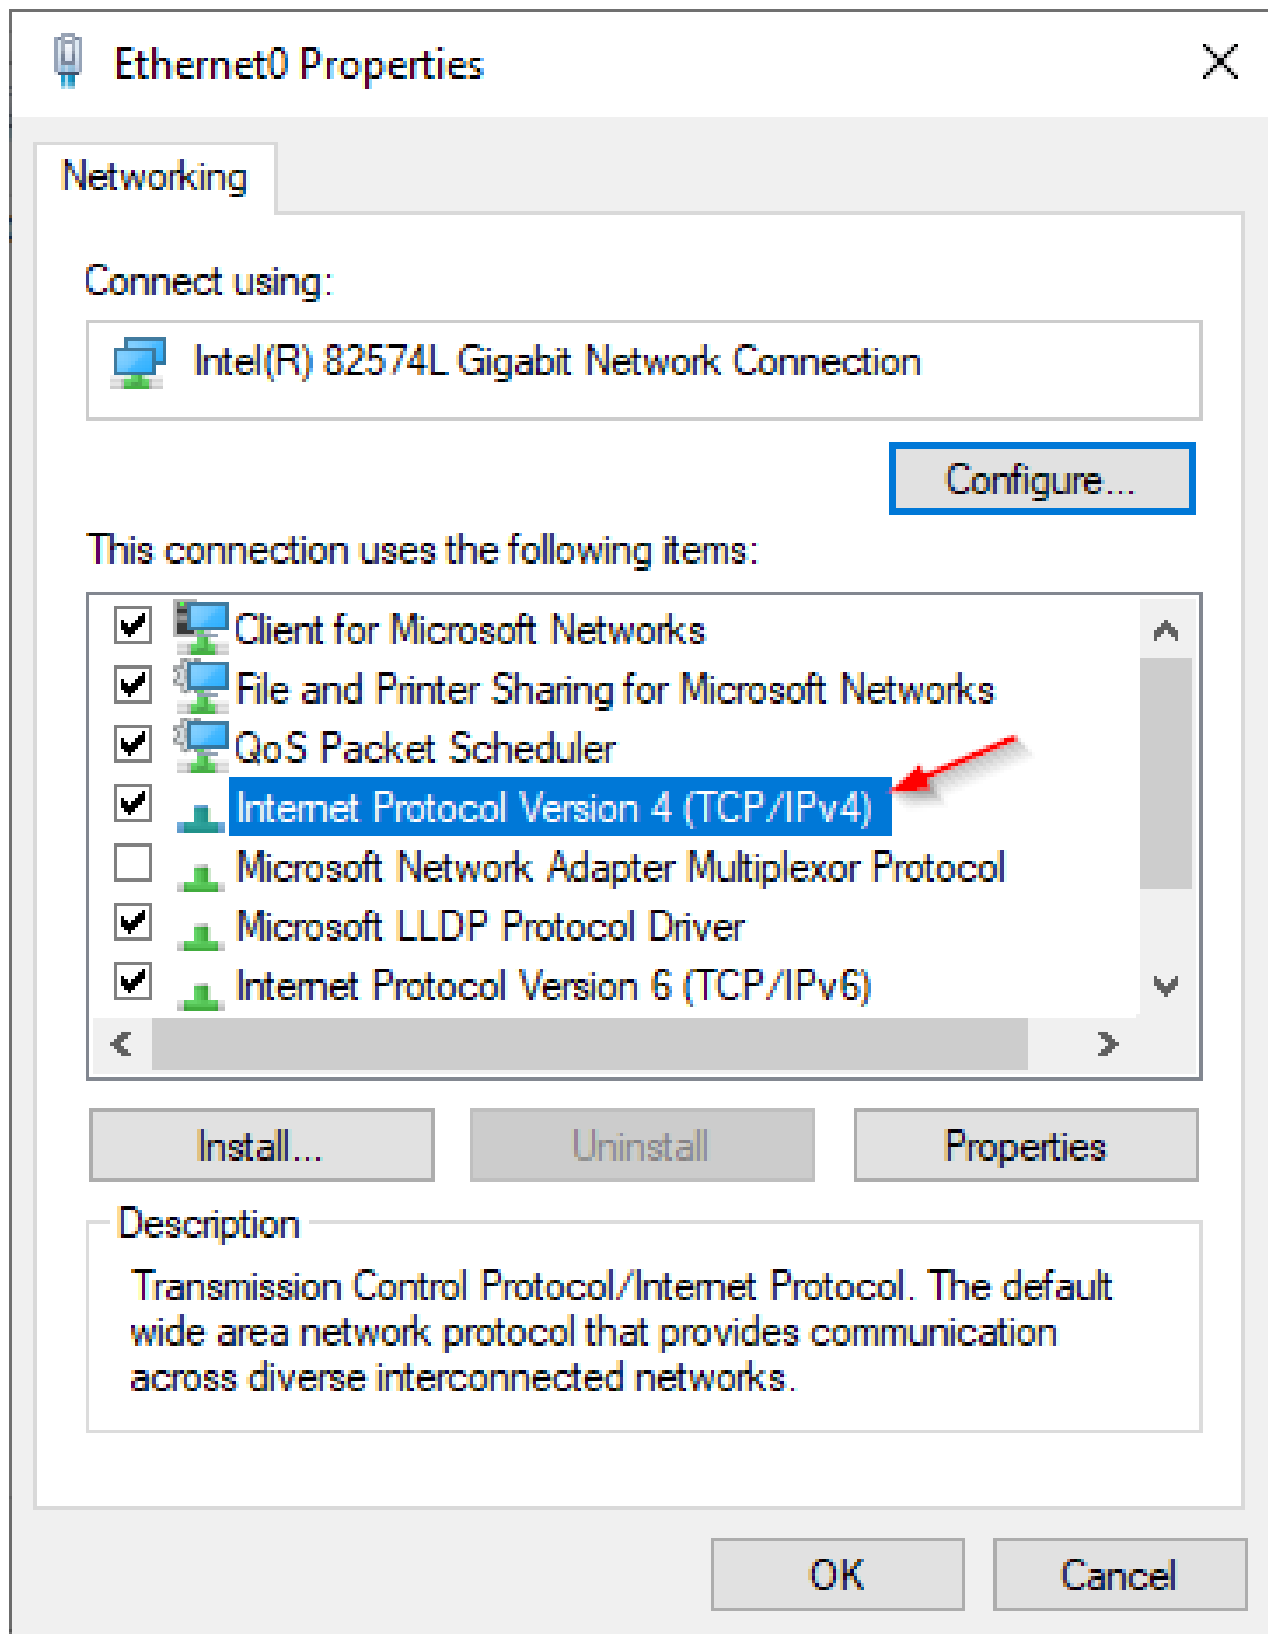 Ethernet0 Properties
Networking
Connect using:
Intel(R) 82574L Gigabit Network Connection
Configure...
This connection uses the following items:
Client for Microsoft Networks
File and Printer Sharing for Microsoft Networks
QoS Packet Scheduler
Internet Protocol Version 4 (TCP/IPv4)
Microsoft Network Adapter Multiplexor Protocol
Microsoft LLDP Protocol Driver
Internet Protocol Version 6 (TCP/IPv6)
Install...
Uninstall
Properties
Description
Transmission Control Protocol/Internet Protocol. The default
wide area network protocol that provides communication
across diverse interconnected networks.
OK
Cancel